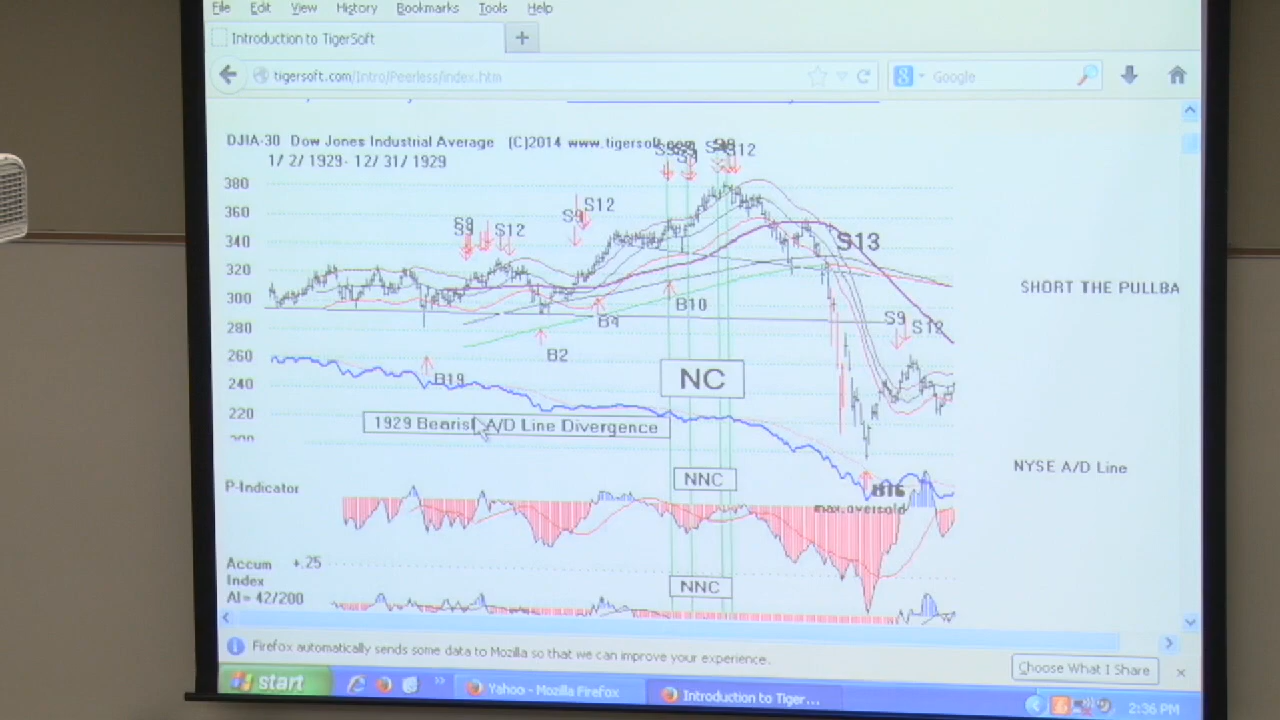 File Edit View History Bookmarks Tools Help
Introduction to TigerSoft +
tigersoft.com/Intro/Peerless/index.htm
Google
DJIA-30 Dow Jones Industrial Average (C)2014 www.tigersoft.com
1/ 2/ 1929- 12/ 31/ 1929
S12
380
360
S9 S12
S9 S12
340
S13
320
SHORT THE PULLBA
300
B10
B4
S9 S12
280
B2
260
B19
240
NC
220
200
1929 Bearish A/D Line Divergence
NYSE A/D Line
NNC
P-Indicator
max.oversold
Accum +.25
Index
AI= 42/200
NNC
Firefox automatically sends some data to Mozilla so that we can improve your experience.
Choose What I Share
start
Yahoo - Mozilla Firefox
Introduction to Tiger...
2:36 PM